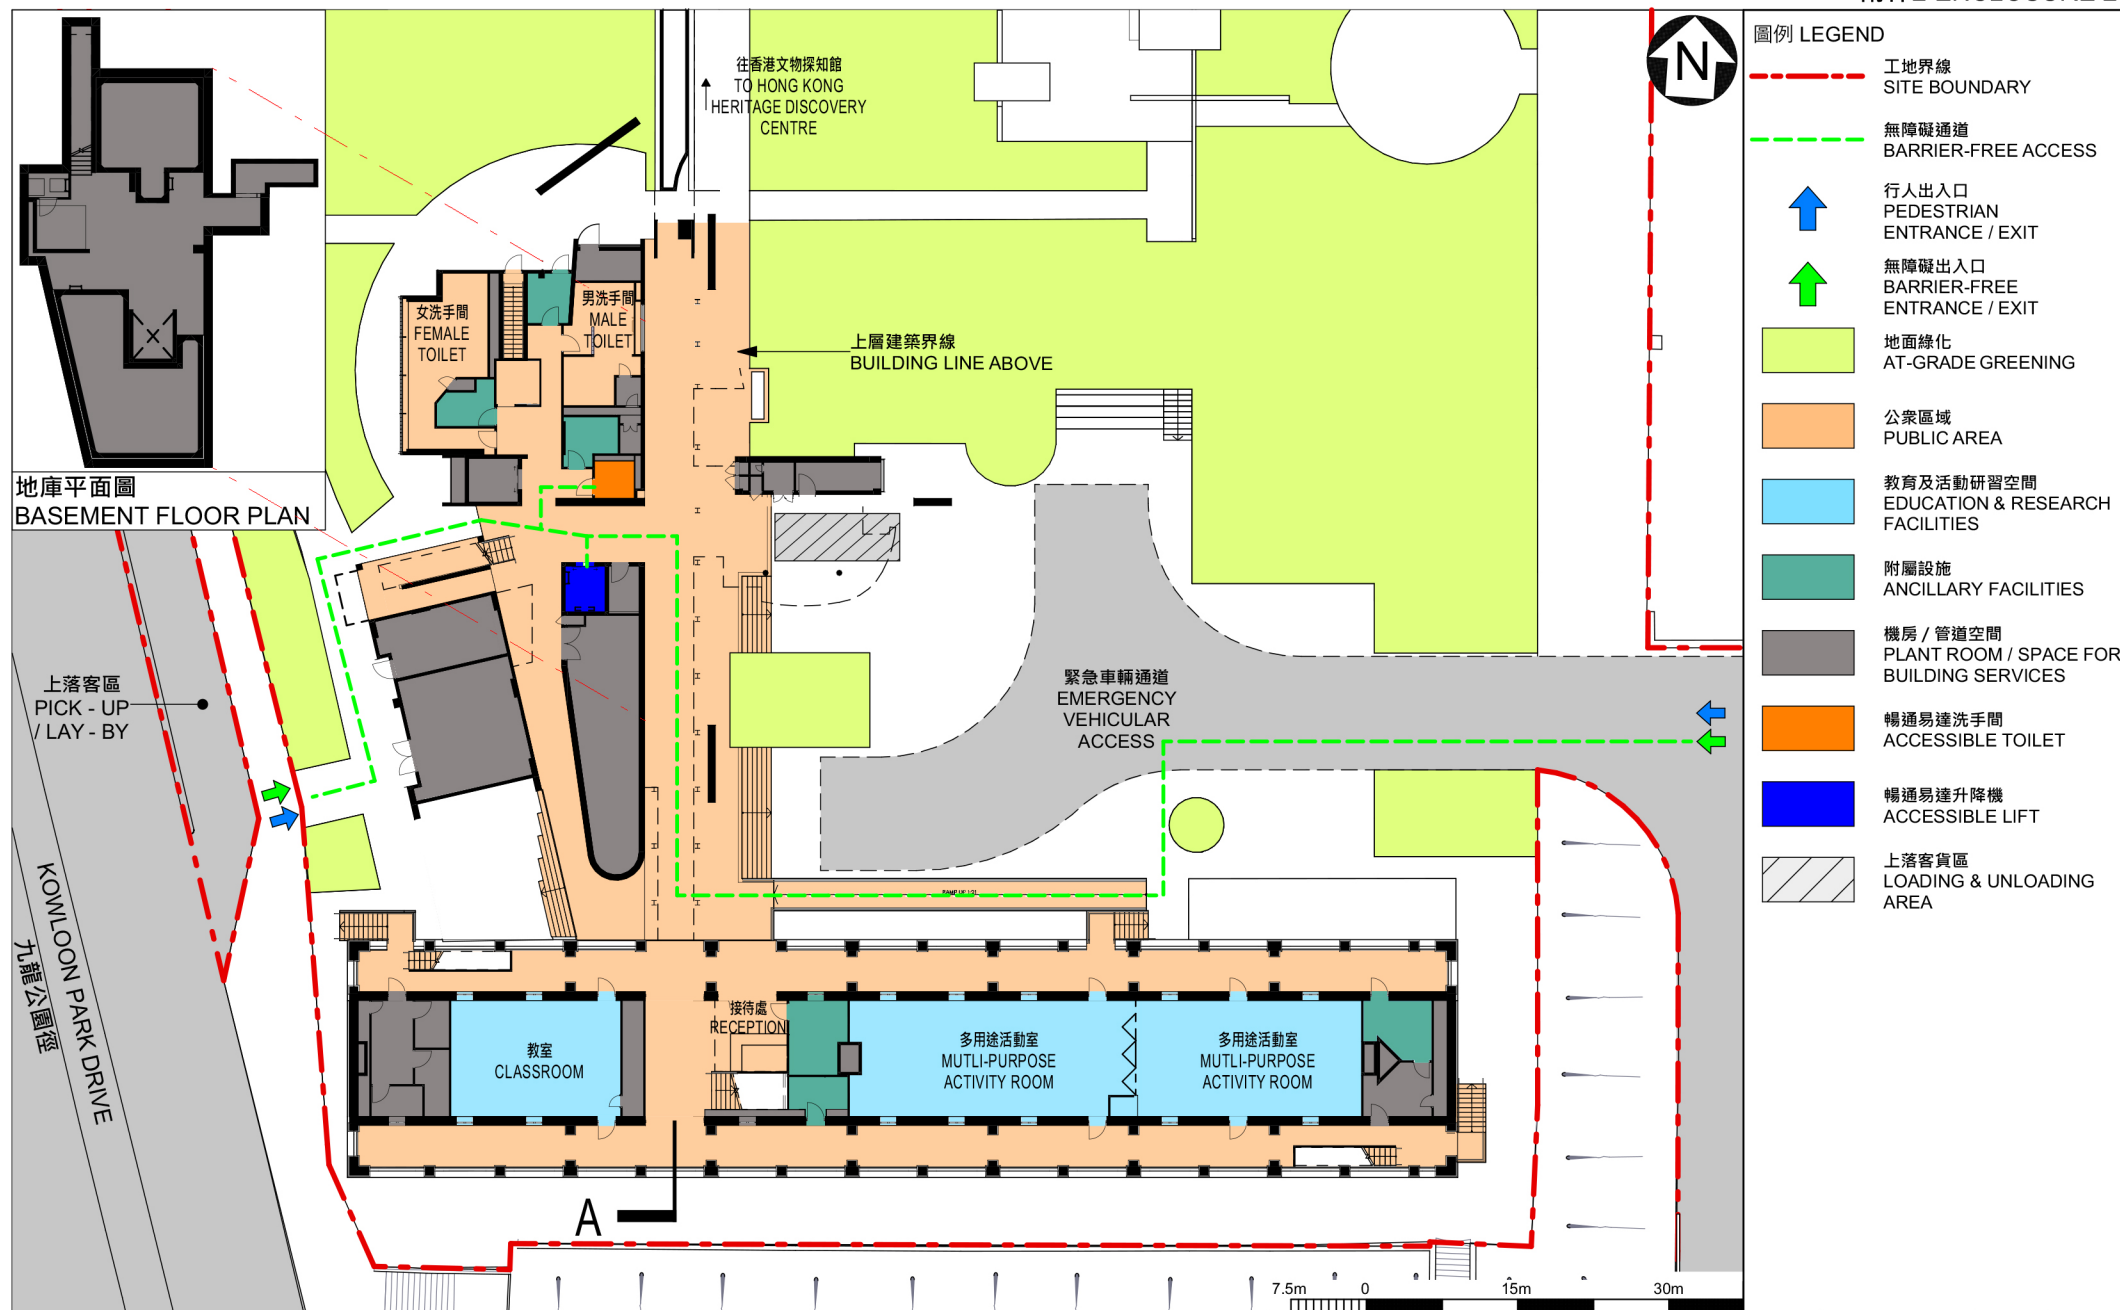 往香港文物探知館
TO HONG KONG
HERITAGE DISCOVERY
CENTRE
N
圖例 LEGEND
工地界線
SITE BOUNDARY
無障礙通道
BARRIER-FREE ACCESS
行人出入口
PEDESTRIAN
ENTRANCE / EXIT
無障礙出入口
BARRIER-FREE
ENTRANCE / EXIT
地面綠化
AT-GRADE GREENING
公衆區域
PUBLIC AREA
教育及活動研習空間
EDUCATION & RESEARCH
FACILITIES
附屬設施
ANCILLARY FACILITIES
機房 / 管道空間
PLANT ROOM / SPACE FOR
BUILDING SERVICES
暢通易達洗手間
ACCESSIBLE TOILET
暢通易達升降機
ACCESSIBLE LIFT
上落客貨區
LOADING & UNLOADING
AREA
女洗手間
FEMALE
TOILET
男洗手間
MALE
TOILET
上層建築界線
BUILDING LINE ABOVE
地庫平面圖
BASEMENT FLOOR PLAN
上落客區
PICK - UP
/ LAY - BY
緊急車輛通道
EMERGENCY
VEHICULAR
ACCESS
KOWLOON PARK DRIVE
九龍公園徑
接待處
RECEPTION
教室
CLASSROOM
多用途活動室
MUTLI-PURPOSE
ACTIVITY ROOM
多用途活動室
MUTLI-PURPOSE
ACTIVITY ROOM
A
7.5m 0 15m 30m